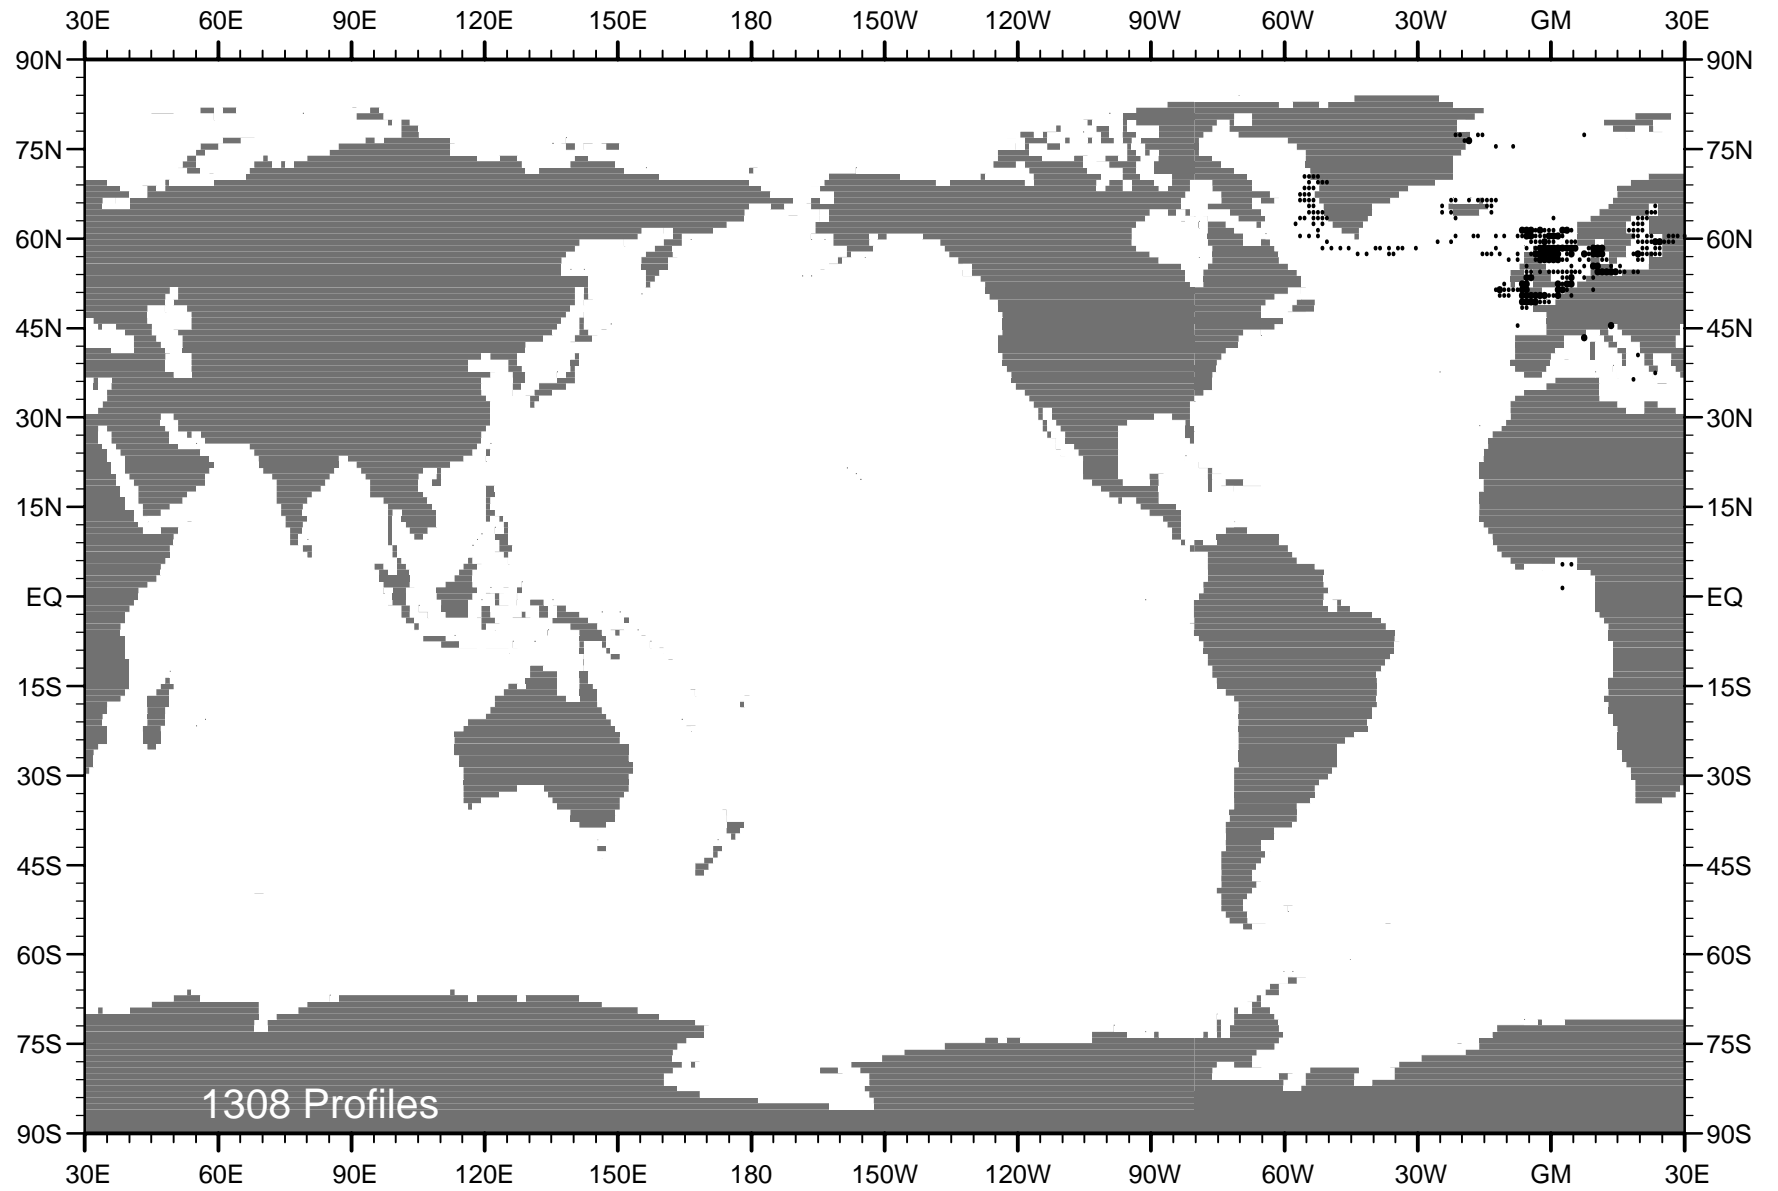 30E 60E 90E 120E 150E 180 150W 120W 90W 60W 30W GM 30E
90N 90N
75N 75N
60N 60N
45N 45N
30N 30N
15N 15N
EQ EQ
15S 15S
30S 30S
45S 45S
60S 60S
75S 75S
1308 Profiles
90S 90S
30E 60E 90E 120E 150E 180 150W 120W 90W 60W 30W GM 30E